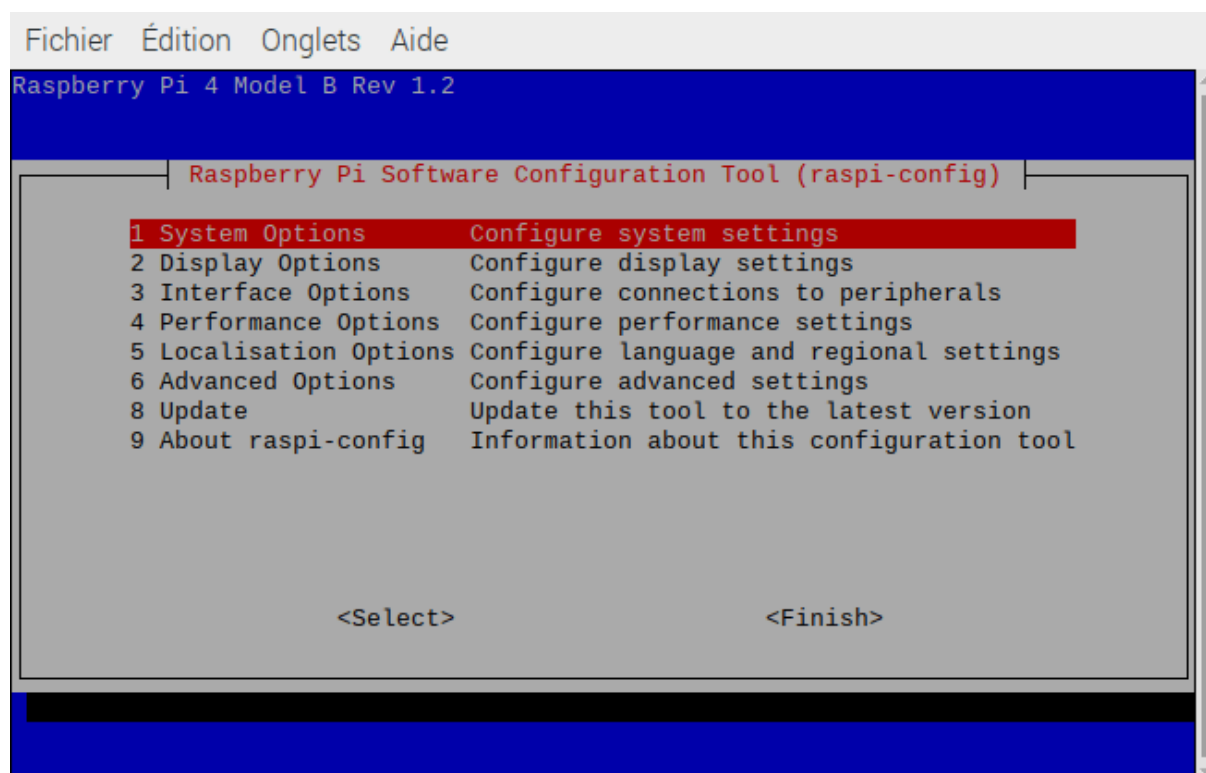 Fichier Édition Onglets Aide
Raspberry Pi 4 Model B Rev 1.2
Raspberry Pi Software Configuration Tool (raspi-config)
1 System Options Configure system settings
2 Display Options Configure display settings
3 Interface Options Configure connections to peripherals
4 Performance Options Configure performance settings
5 Localisation Options Configure language and regional settings
6 Advanced Options Configure advanced settings
8 Update Update this tool to the latest version
9 About raspi-config Information about this configuration tool
<Select> <Finish>